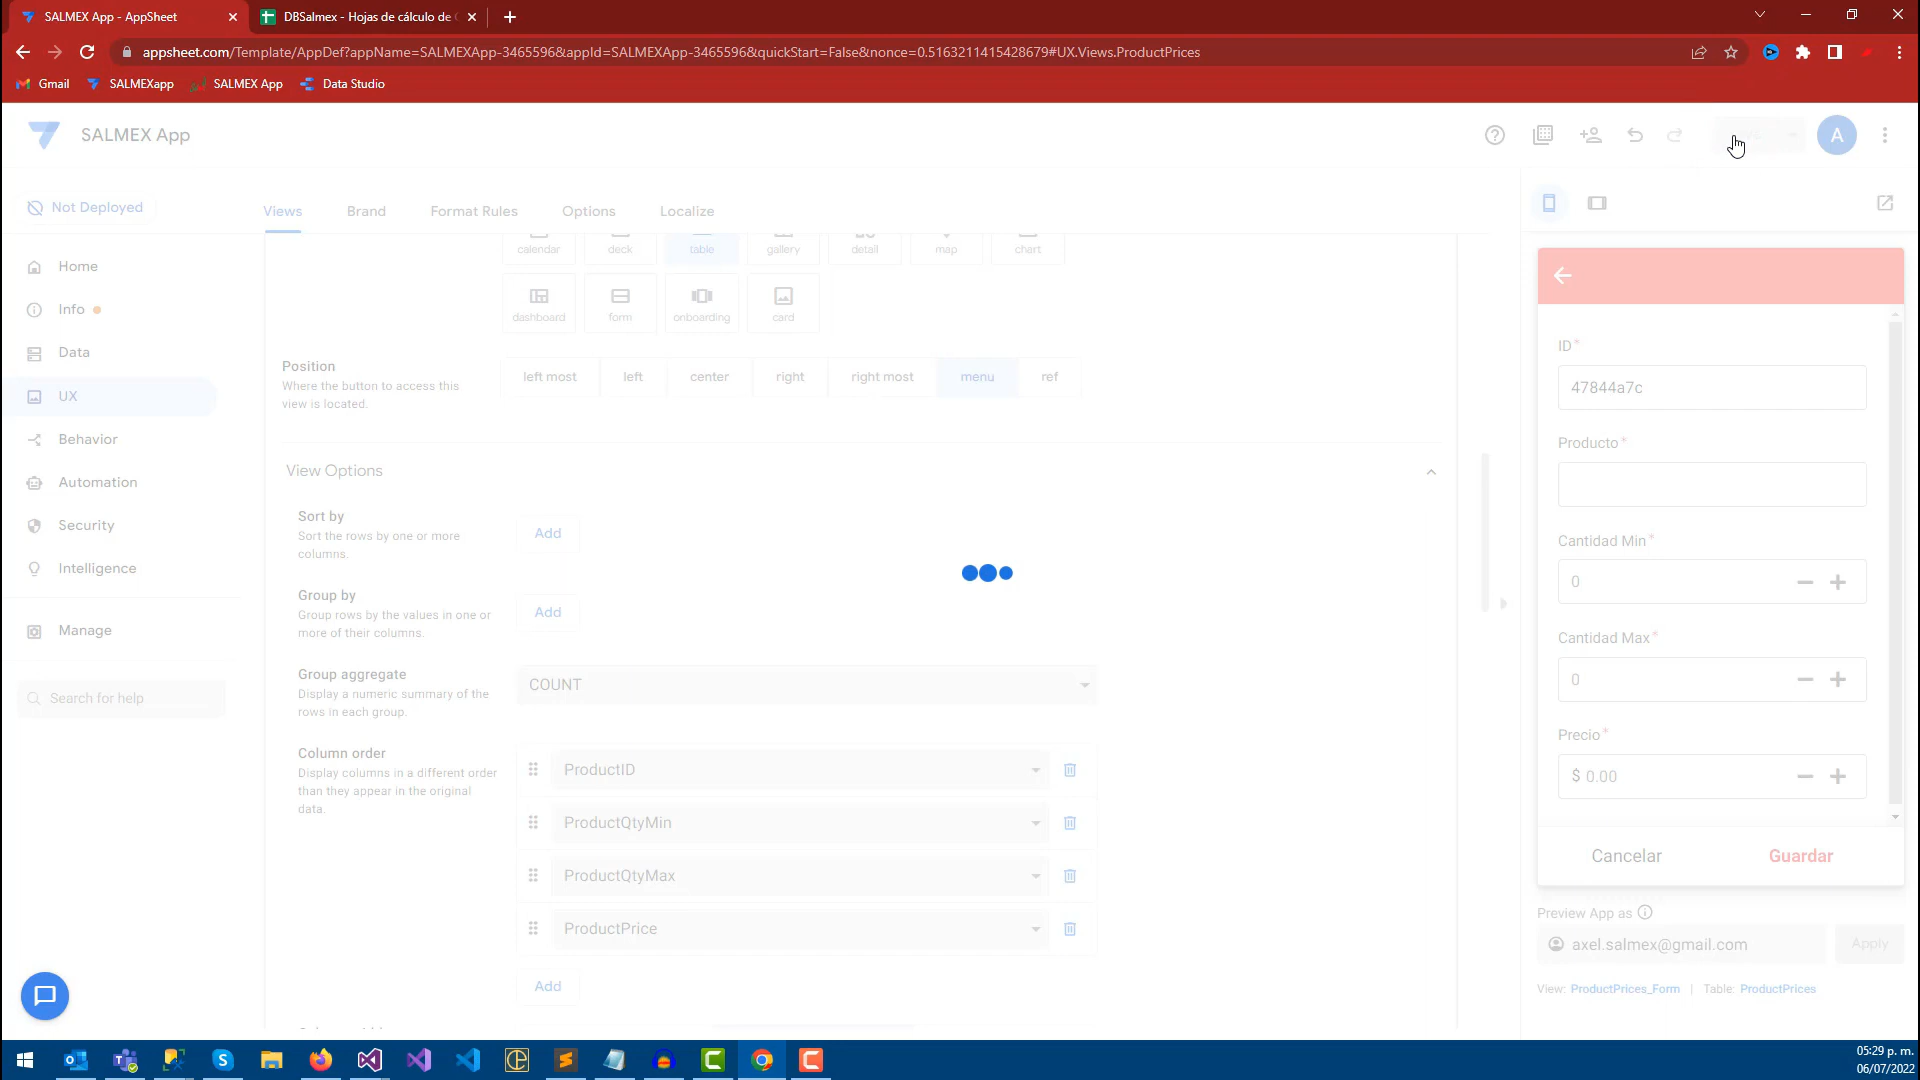 SALMEX App - AppSheet
DBSalmex - Hojas de cálculo de
appsheet.com/Template/AppDef?appName=SALMEXApp-3465596&appId=SALMEXApp-3465596&quickStart=False&nonce=0.5163211415428679#UX.Views.ProductPrices
Gmail SALMEXapp SALMEX App Data Studio
SALMEX App
A
Not Deployed
Views Brand Format Rules Options Localize
Home
Info
Data
UX
Behavior
Automation
Security
Intelligence
Manage
Search for help
calendar deck table gallery detail map chart
dashboard form onboarding card
Position
Where the button to access this
view is located.
left most left center right right most menu ref
View Options
Sort by
Sort the rows by one or more
columns.
Add
Group by
Group rows by the values in one or
more of their columns.
Add
Group aggregate
Display a numeric summary of the
rows in each group.
COUNT
Column order
Display columns in a different order
than they appear in the original
data.
ProductID
ProductQtyMin
ProductQtyMax
ProductPrice
Add
ID*
47844a7c
Producto*
Cantidad Min*
0
Cantidad Max*
0
Precio*
$ 0.00
Cancelar Guardar
Preview App as
axel.salmex@gmail.com Apply
View: ProductPrices_Form | Table: ProductPrices
05:29 p. m.
06/07/2022